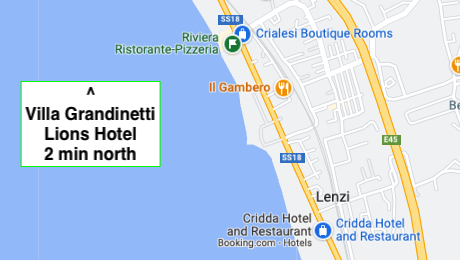 SS18
Crialesi Boutique Rooms
Riviera
Ristorante-Pizzeria
Il Gambero
^
Villa Grandinetti
Lions Hotel
2 min north
E45
SS18
Lenzi
Cridda Hotel
and Restaurant
Booking.com · Hotels
Cridda Hotel
and Restaurant
Be